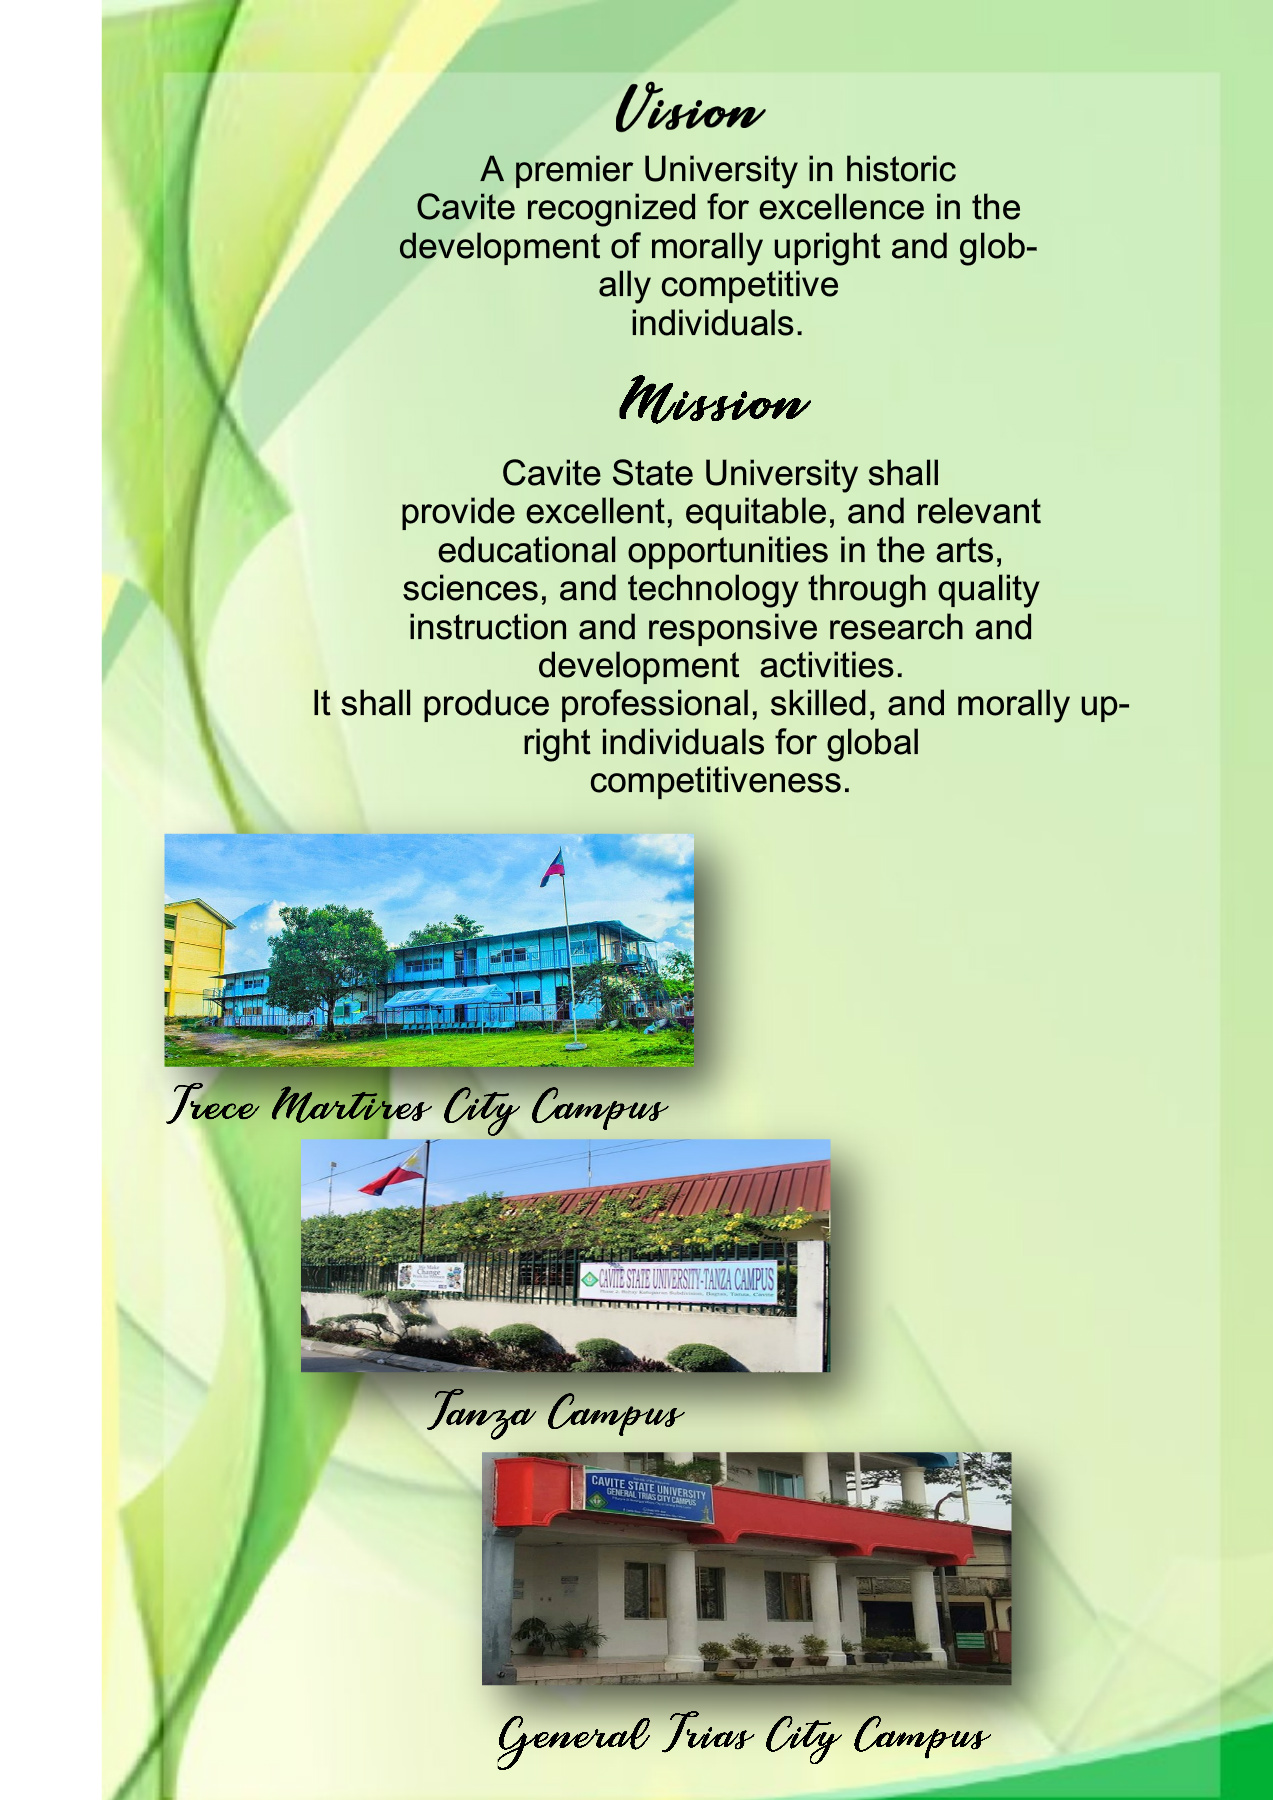 Vision
A premier University in historic
Cavite recognized for excellence in the
development of morally upright and glob-
ally competitive
individuals.
Mission
Cavite State University shall
provide excellent, equitable, and relevant
educational opportunities in the arts,
sciences, and technology through quality
instruction and responsive research and
development activities.
It shall produce professional, skilled, and morally up-
right individuals for global
competitiveness.
Trece Martires City Campus
Change
CAVITE STATE UNIVERSITY-TANZA CAMPUS
Tanza Campus
CAVITE STATE UNIVERSITY
GENERAL TRIAS CITY CAMPUS
General Trias City Campus